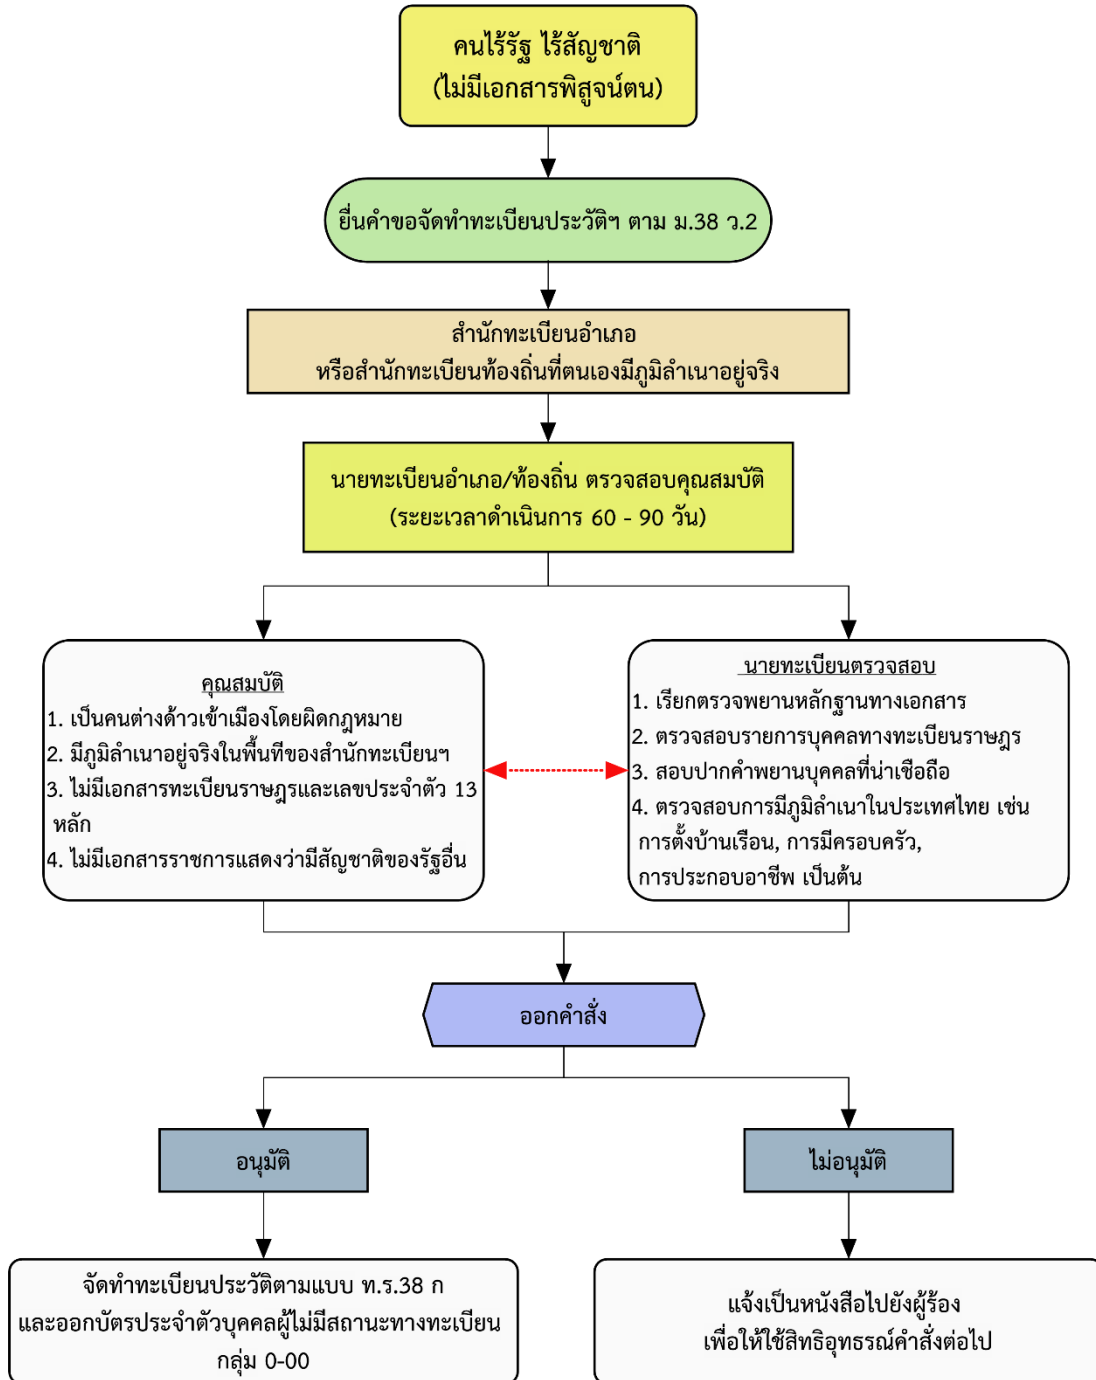 คนไร้รัฐ ไร้สัญชาติ
(ไม่มีเอกสารพิสูจน์ตน)
ยื่นคำขอจัดทำทะเบียนประวัติฯ ตาม ม.38 ว.2
สำนักทะเบียนอำเภอ
หรือสำนักทะเบียนท้องถิ่นที่ตนเองมีภูมิลำเนาอยู่จริง
นายทะเบียนอำเภอ/ท้องถิ่น ตรวจสอบคุณสมบัติ
(ระยะเวลาดำเนินการ 60 - 90 วัน)
คุณสมบัติ
1. เป็นคนต่างด้าวเข้าเมืองโดยผิดกฎหมาย
2. มีภูมิลำเนาอยู่จริงในพื้นที่ของสำนักทะเบียนฯ
3. ไม่มีเอกสารทะเบียนราษฎรและเลขประจำตัว 13
หลัก
4. ไม่มีเอกสารราชการแสดงว่ามีสัญชาติของรัฐอื่น
นายทะเบียนตรวจสอบ
1. เรียกตรวจพยานหลักฐานทางเอกสาร
2. ตรวจสอบรายการบุคคลทางทะเบียนราษฎร
3. สอบปากคำพยานบุคคลที่น่าเชื่อถือ
4. ตรวจสอบการมีภูมิลำเนาในประเทศไทย เช่น
การตั้งบ้านเรือน, การมีครอบครัว,
การประกอบอาชีพ เป็นต้น
ออกคำสั่ง
อนุมัติ
ไม่อนุมัติ
จัดทำทะเบียนประวัติตามแบบ ท.ร.38 ก
และออกบัตรประจำตัวบุคคลผู้ไม่มีสถานะทางทะเบียน
กลุ่ม 0-00
แจ้งเป็นหนังสือไปยังผู้ร้อง
เพื่อให้ใช้สิทธิอุทธรณ์คำสั่งต่อไป